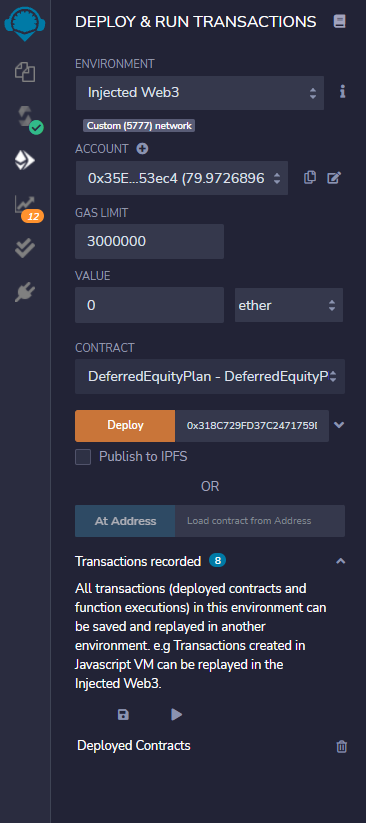 DEPLOY & RUN TRANSACTIONS
ENVIRONMENT
Injected Web3
Custom (5777) network
ACCOUNT
0x35E...53ec4 (79.9726896
GAS LIMIT
3000000
VALUE
0 ether
CONTRACT
DeferredEquityPlan - DeferredEquityP
Deploy 0x318C729FD37C2471759
Publish to IPFS
OR
At Address Load contract from Address
Transactions recorded 8
All transactions (deployed contracts and
function executions) in this environment can
be saved and replayed in another
environment. e.g Transactions created in
Javascript VM can be replayed in the
Injected Web3.
Deployed Contracts
12